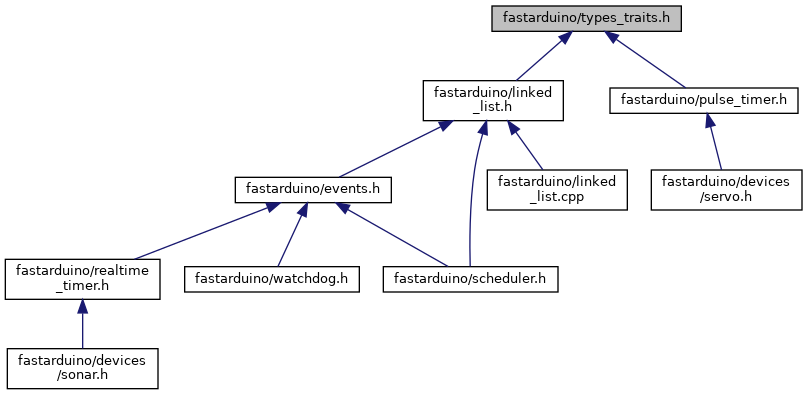 fastarduino/types_traits.h
fastarduino/linked
_list.h
fastarduino/pulse_timer.h
fastarduino/events.h
fastarduino/linked
_list.cpp
fastarduino/devices
/servo.h
fastarduino/realtime
_timer.h
fastarduino/watchdog.h
fastarduino/scheduler.h
fastarduino/devices
/sonar.h